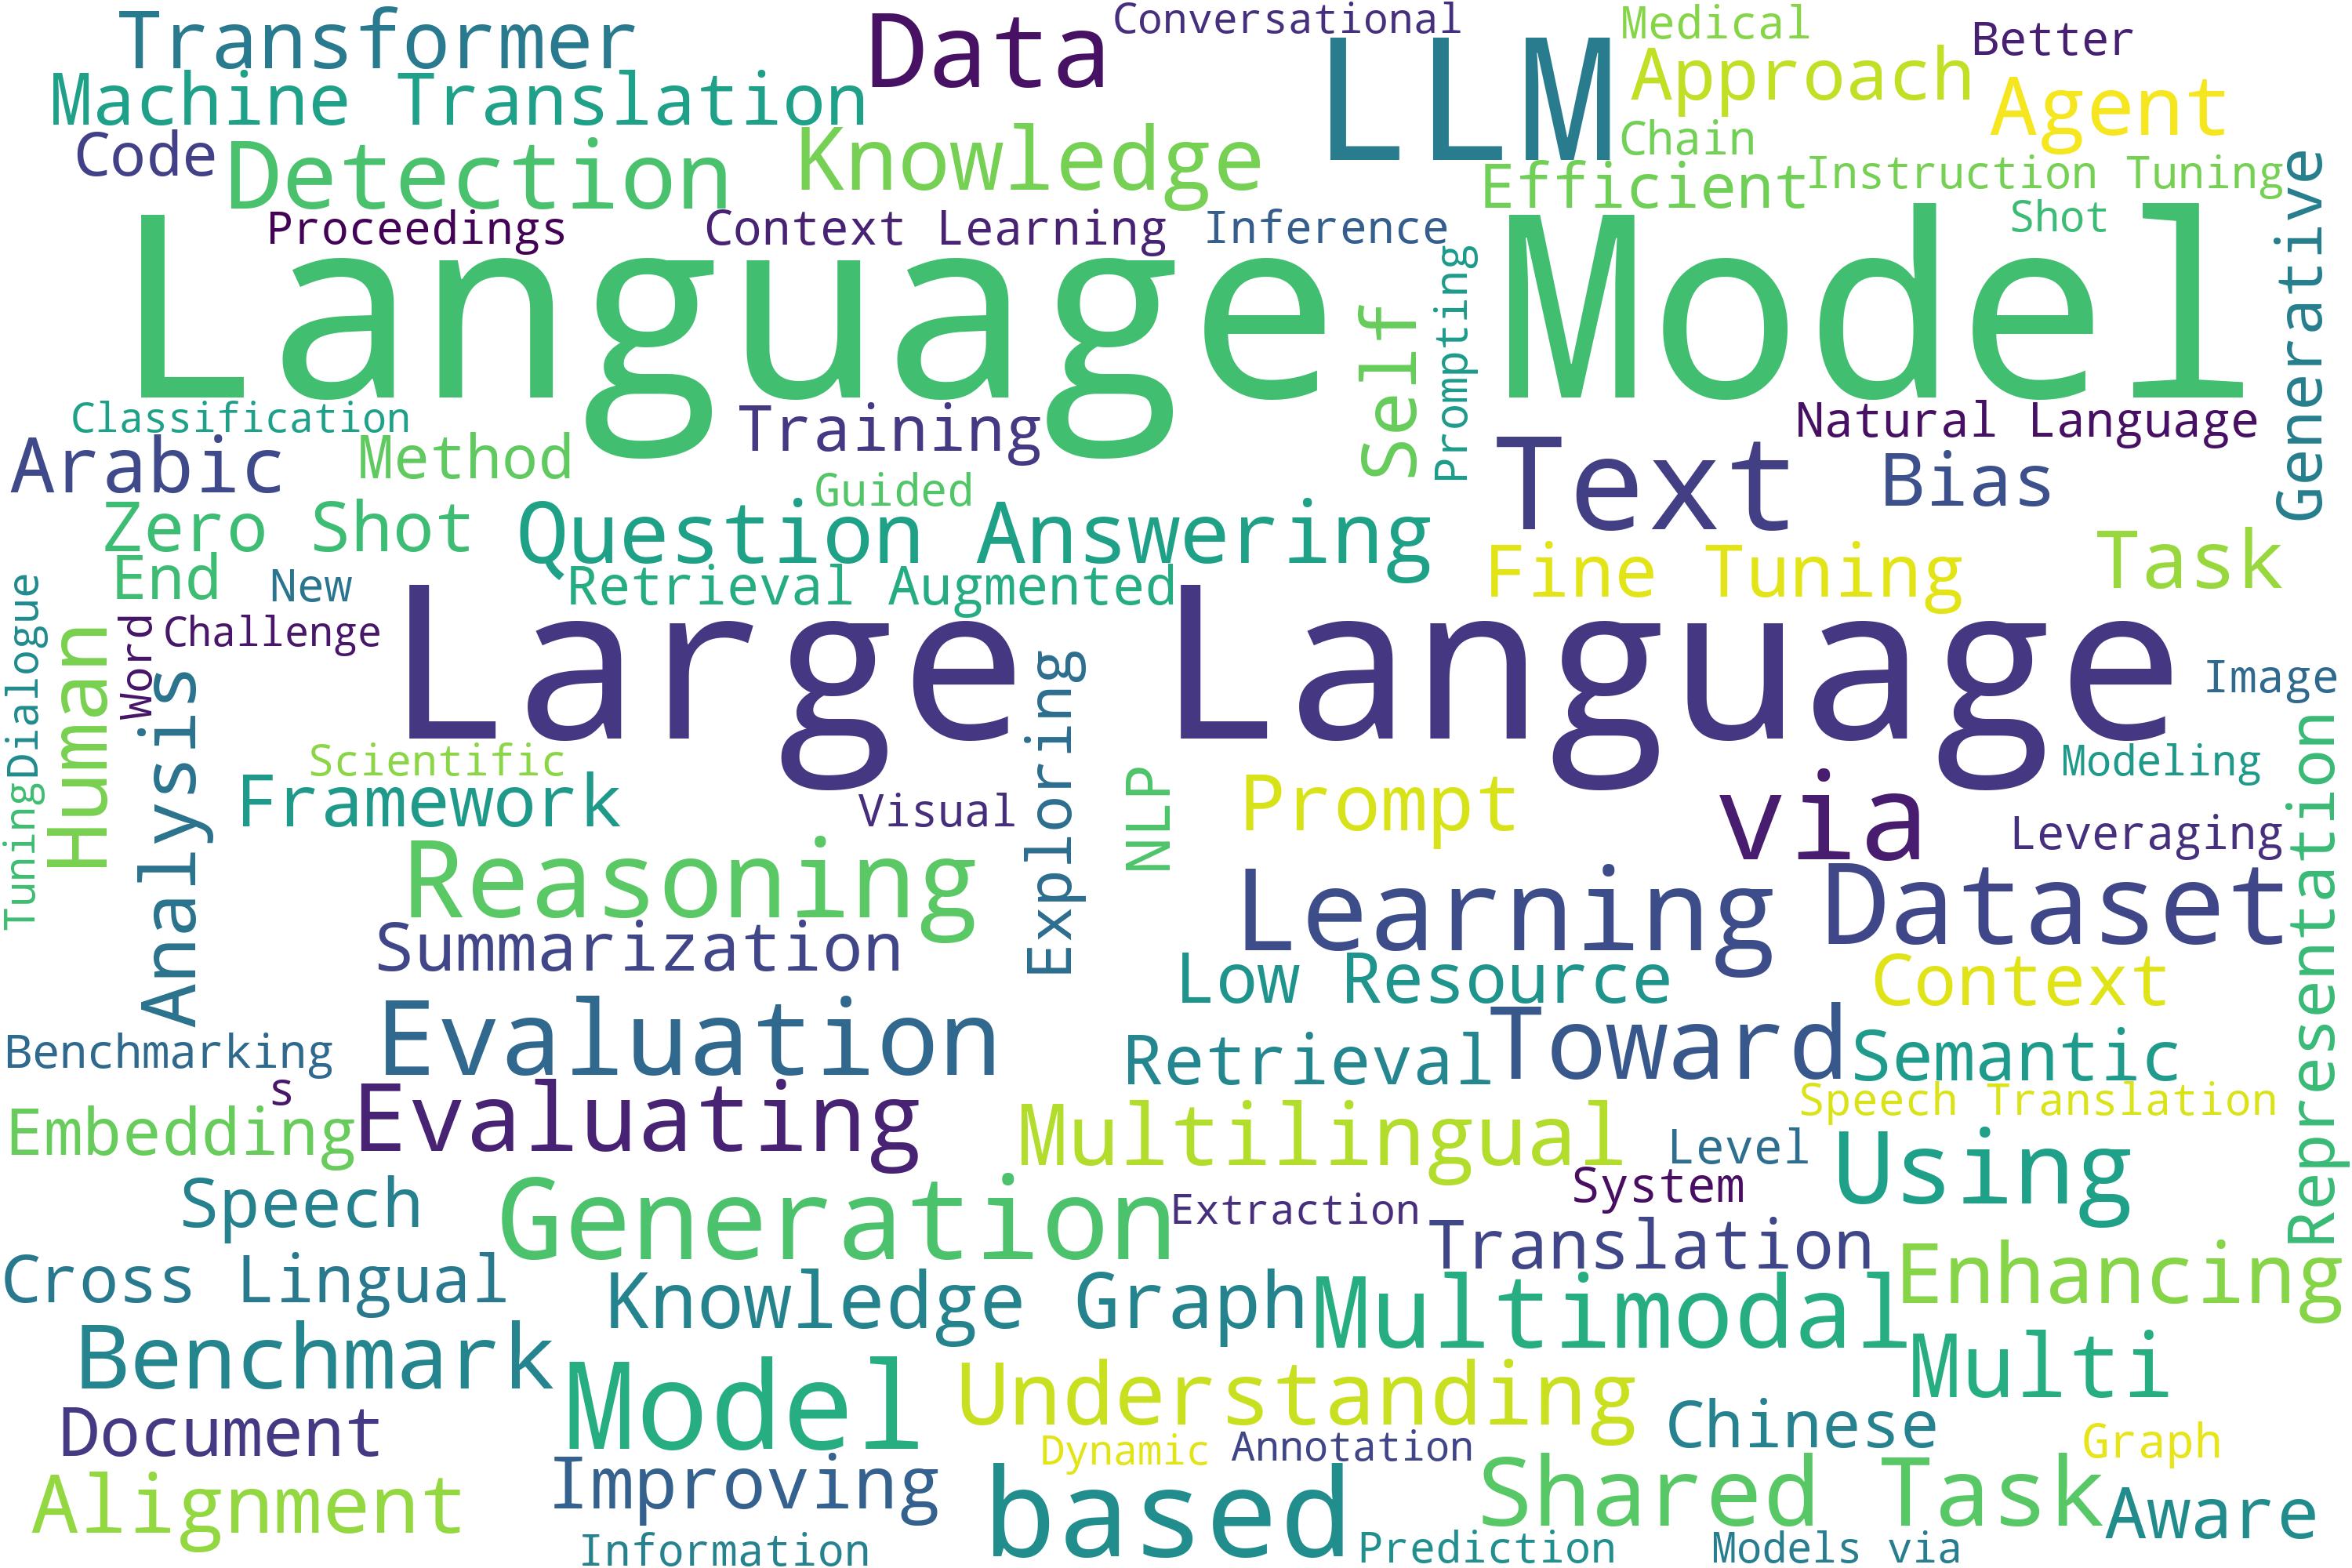 Transformer
Data
Conversational
LLM
Medical
Better
Machine Translation
Approach
Agent
Code
Detection
Knowledge
Chain
Efficient
Instruction Tuning
Generative
Proceedings
Context Learning
Inference
Shot
Language Model
Self
Prompting
Classification
Training
Natural Language
Arabic
Method
Text
Bias
Guided
Zero Shot
Question Answering
Fine Tuning
Task
End
New
Retrieval Augmented
Dialogue
Human
Word
Challenge
Large Language
Analysis
Exploring
Image
Representation
Scientific
Modeling
Tuning
Framework
Visual
NLP
Prompt
via
Leveraging
Reasoning
Learning
Dataset
Summarization
Low Resource
Context
Evaluation
Toward
Benchmarking
Retrieval
Semantic
s
Embedding
Evaluating
Multilingual
Speech Translation
Level
Using
Speech
Generation
Extraction
System
Translation
Cross Lingual
Knowledge Graph
Multimodal
Enhancing
Benchmark
Model
Understanding
Multi
Document
Chinese
Dynamic
Annotation
Graph
Alignment
Improving
based
Shared Task
Aware
Information
Prediction
Models via